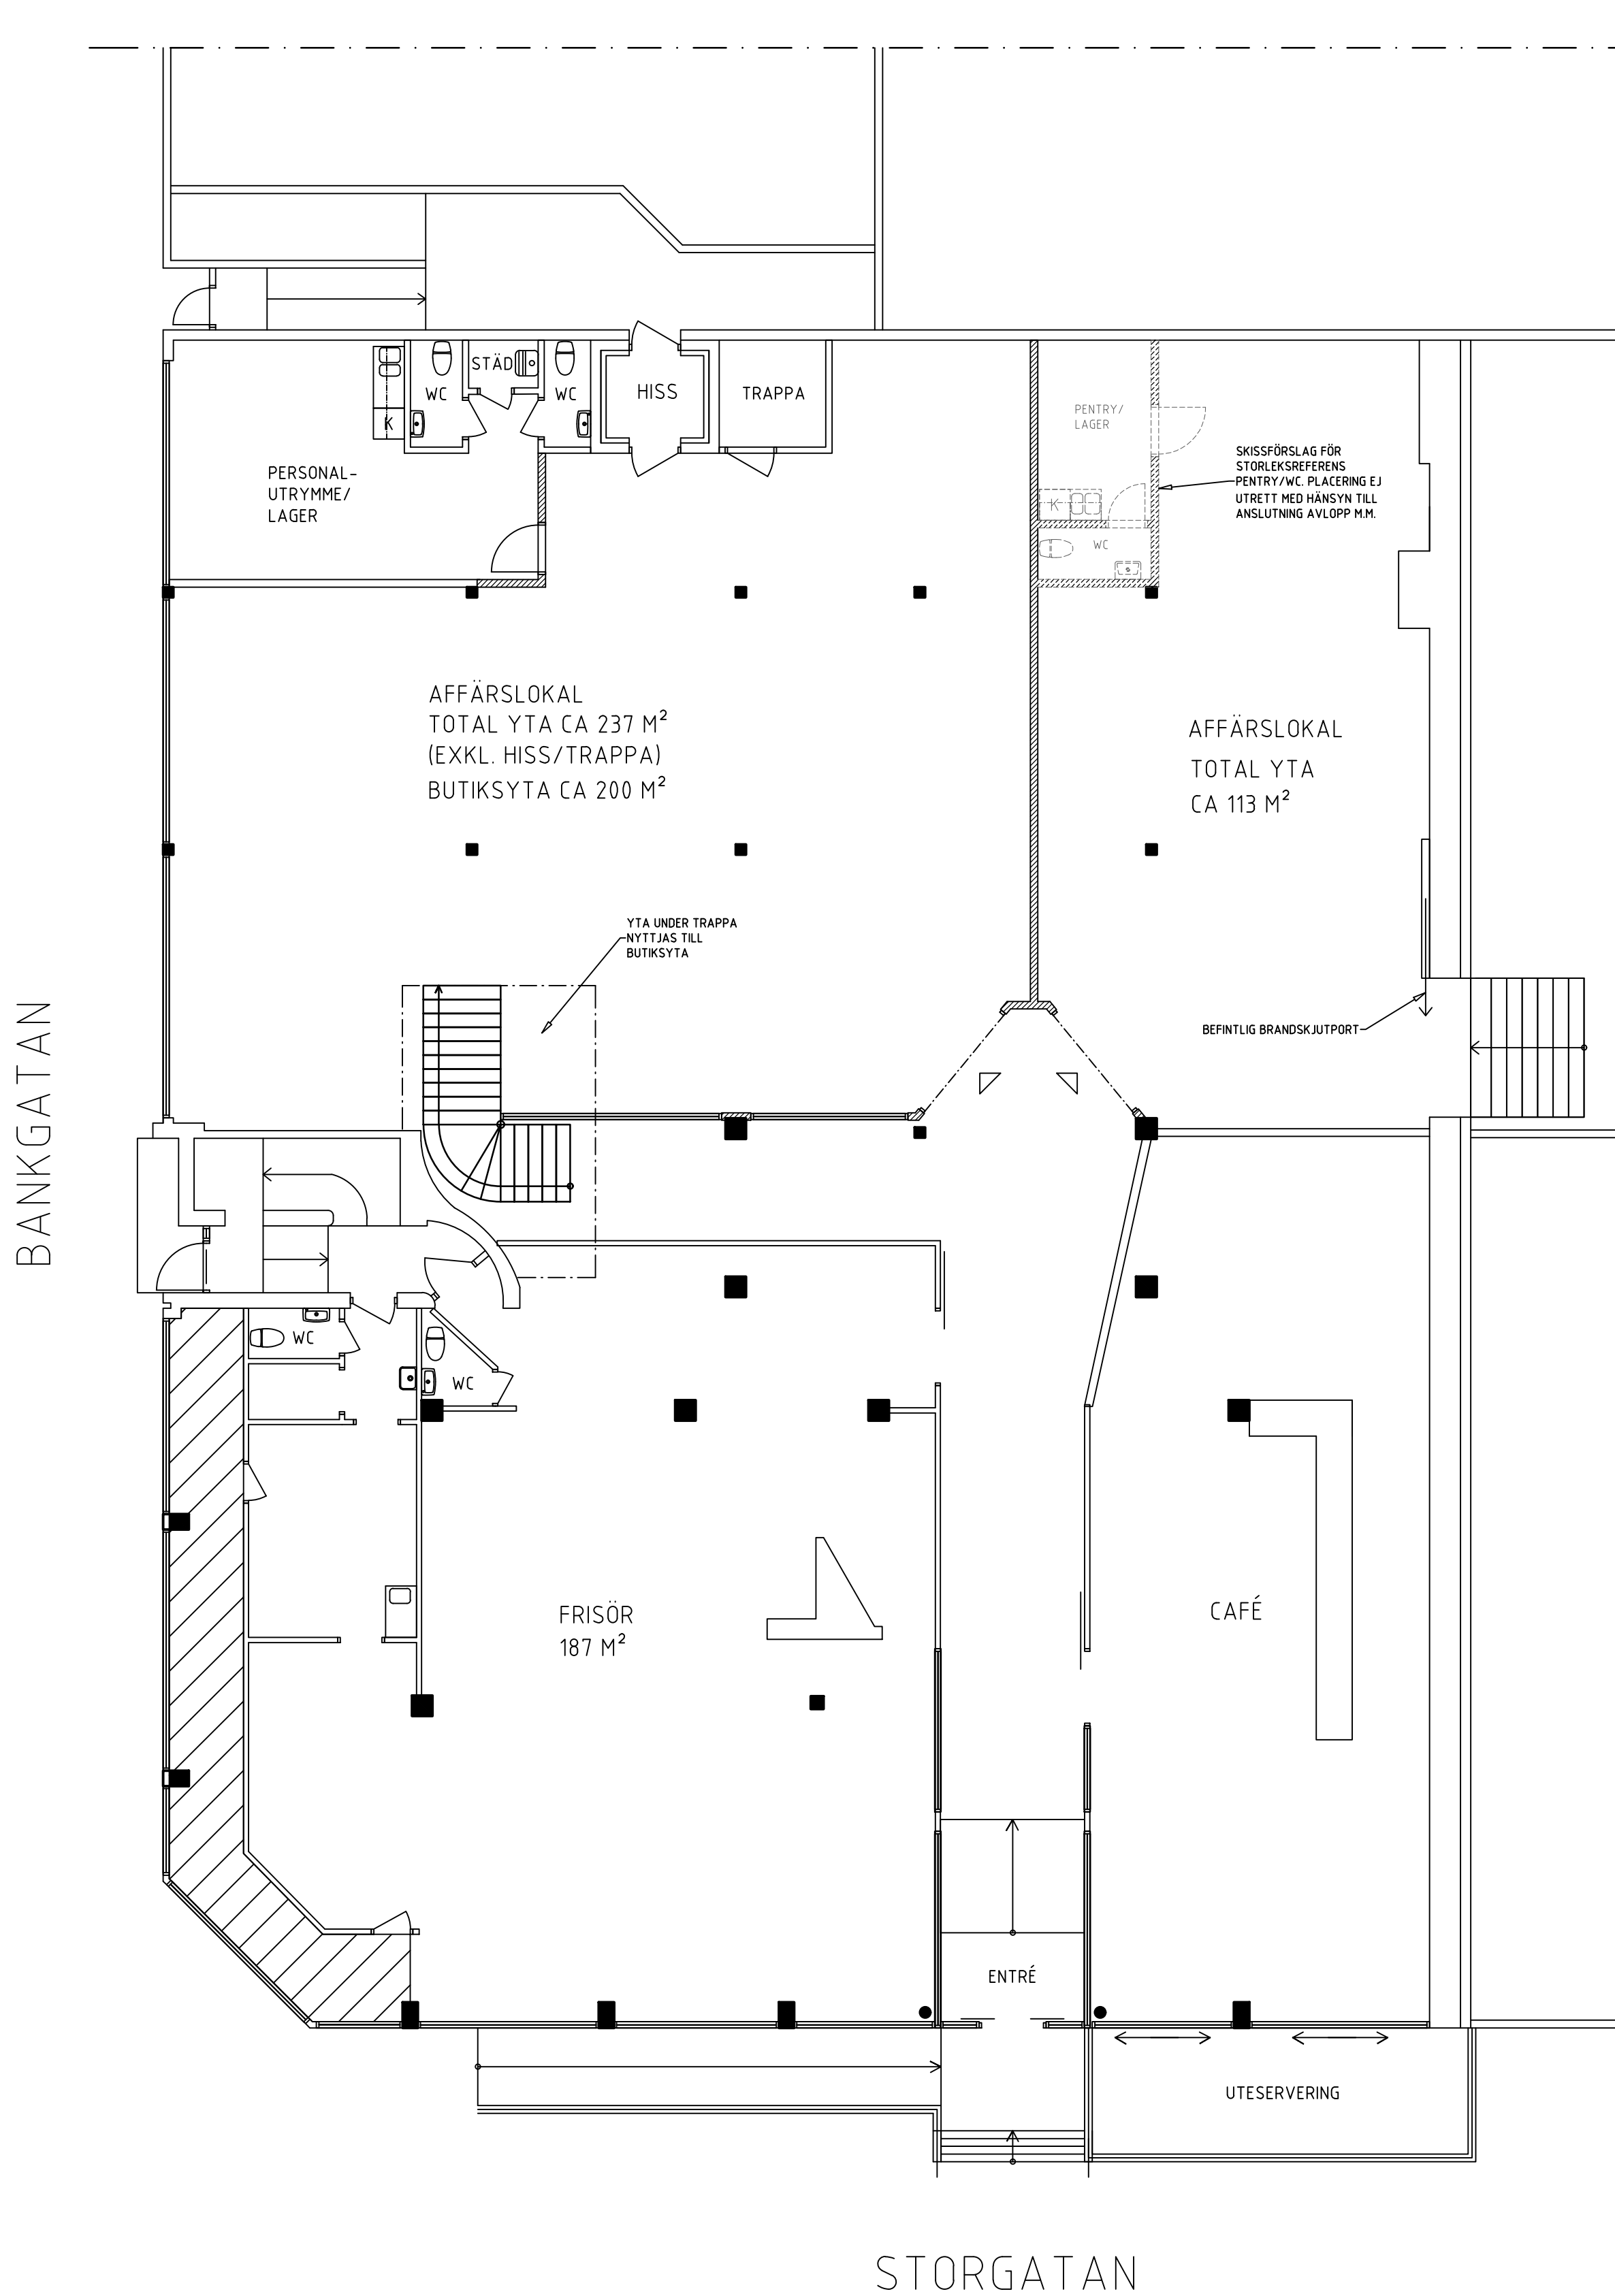 STÄD
WC
WC
K
HISS
TRAPPA
PERSONAL-
UTRYMME/
LAGER
PENTRY/
LAGER
K
WC
SKISSFÖRSLAG FÖR
STORLEKSREFERENS
PENTRY/WC. PLACERING EJ
UTRETT MED HÄNSYN TILL
ANSLUTNING AVLOPP M.M.
AFFÄRSLOKAL
TOTAL YTA CA 237 M²
(EXKL. HISS/TRAPPA)
BUTIKSYTA CA 200 M²
AFFÄRSLOKAL
TOTAL YTA
CA 113 M²
YTA UNDER TRAPPA
NYTTJAS TILL
BUTIKSYTA
BEFINTLIG BRANDSKJUTPORT
BANKGATAN
WC
WC
FRISÖR
187 M²
CAFÉ
ENTRÉ
UTESERVERING
STORGATAN